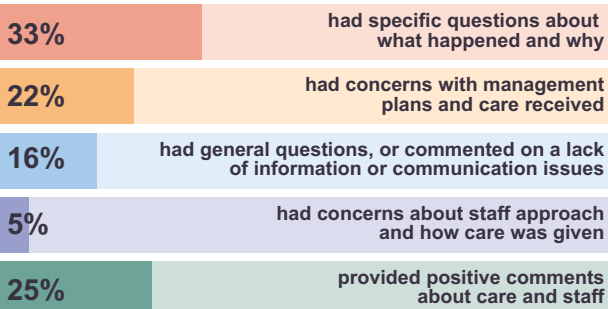 33%
had specific questions about
what happened and why
22%
had concerns with management
plans and care received
16%
had general questions, or commented on a lack
of information or communication issues
5%
had concerns about staff approach
and how care was given
25%
provided positive comments
about care and staff